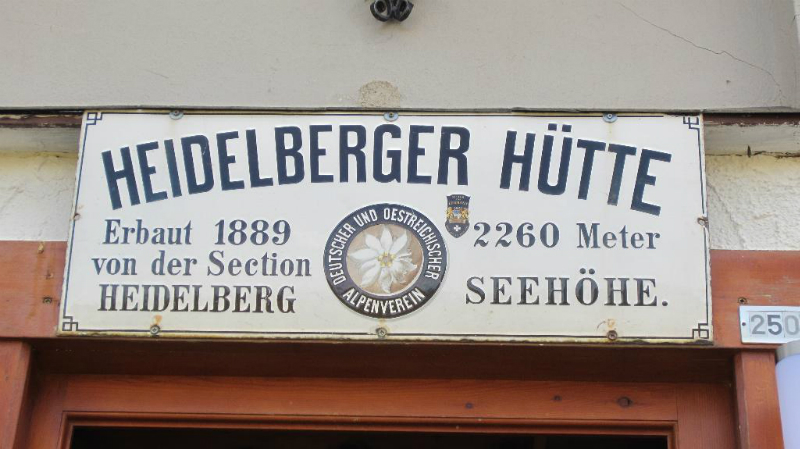 HEIDELBERGER HÜTTE
Erbaut 1889
von der Section
HEIDELBERG
DEUTSCHER UND OESTREICHISCHER
ALPENVEREIN
2260 Meter
SEEHÖHE.
250